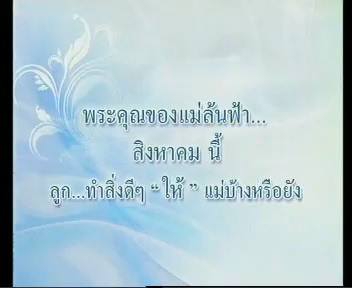 พระคุณของแม่ล้นฟ้า...
สิงหาคม นี้
ลูก...ทำสิ่งดีๆ “ ให้ ” แม่บ้างหรือยัง